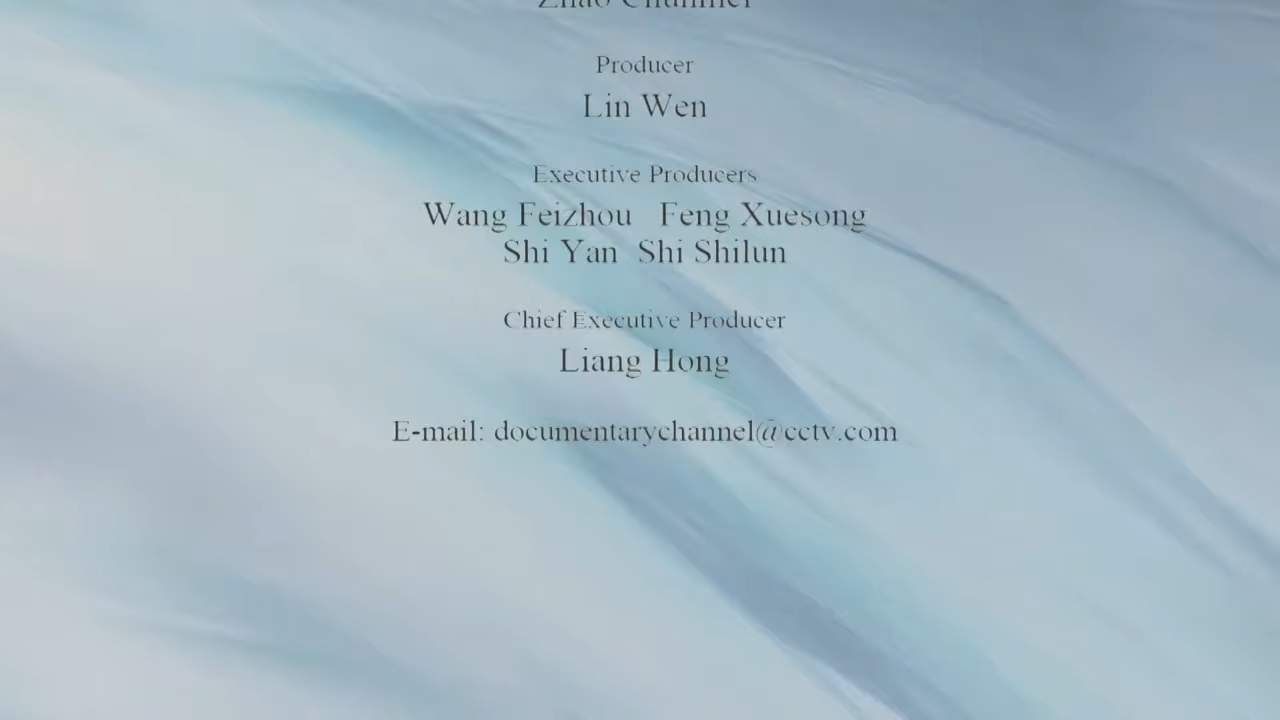 Producer
Lin Wen
Executive Producers
Wang Feizhou Feng Xuesong
Shi Yan Shi Shilun
Chief Executive Producer
Liang Hong
E-mail: documentarychannel@cctv.com